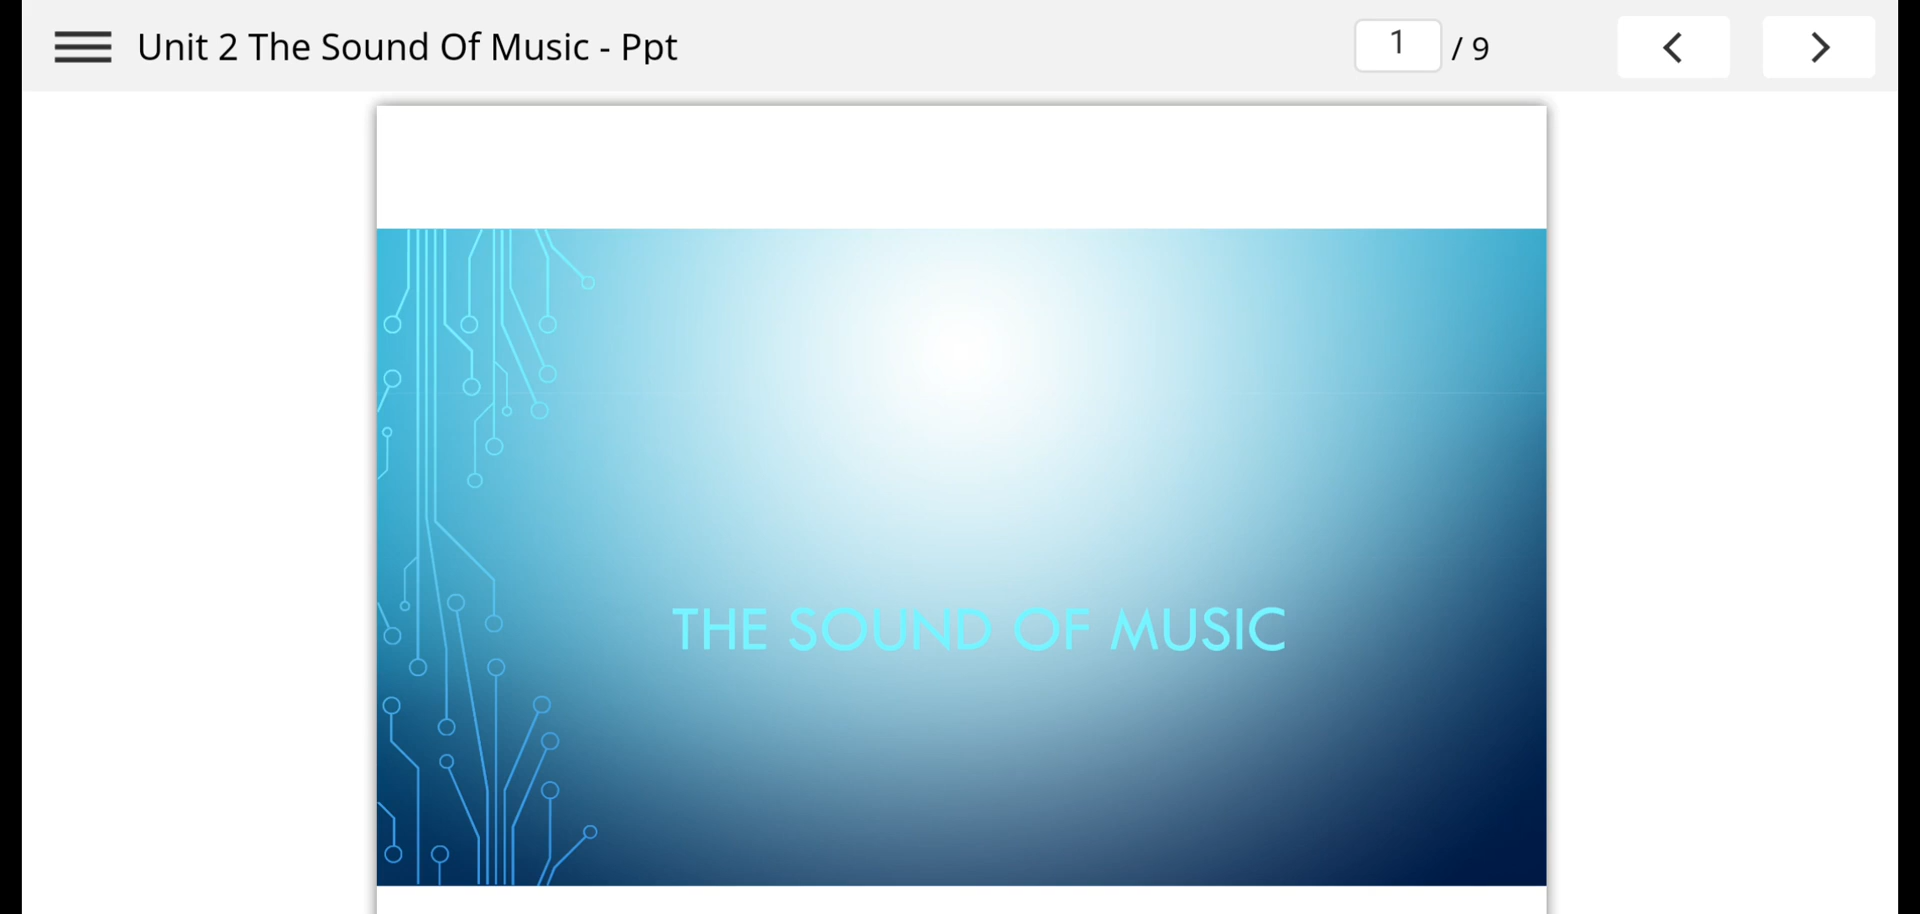 Unit 2 The Sound Of Music - Ppt
1 / 9
THE SOUND OF MUSIC